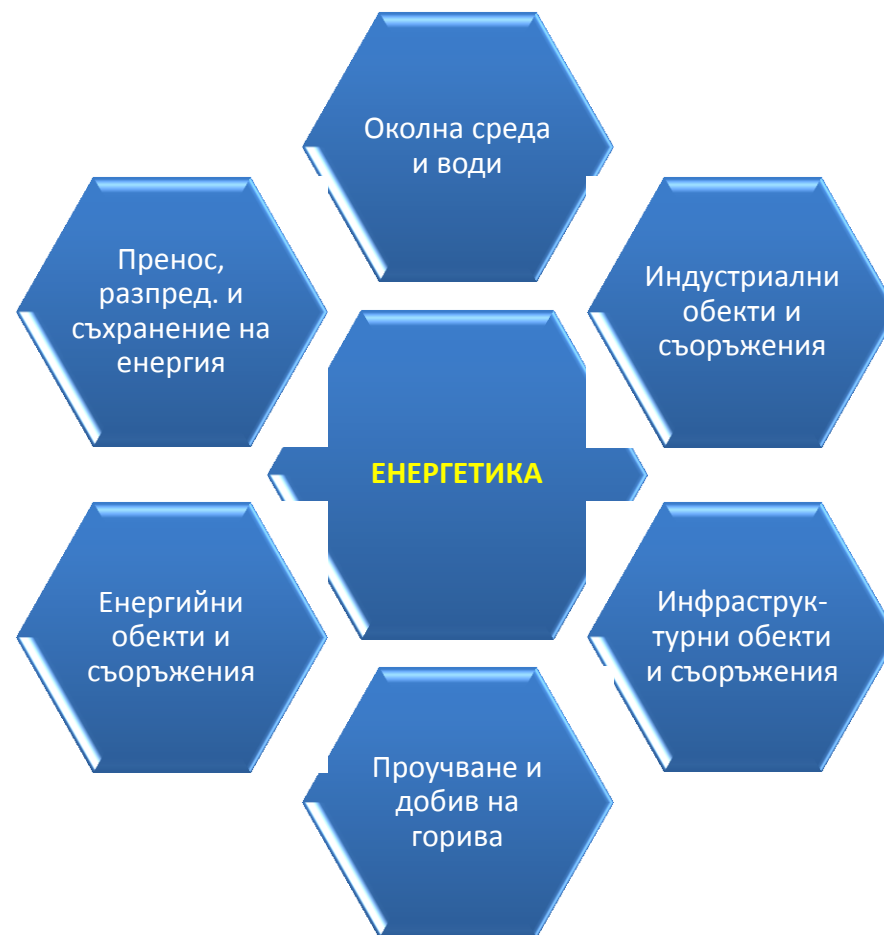 Околна среда
и води
Пренос,
разпред. и
съхранение на
енергия
Индустриални
обекти и
съоръжения
ЕНЕРГЕТИКА
Енергийни
обекти и
съоръжения
Инфраструк-
турни обекти
и съоръжения
Проучване и
добив на
горива